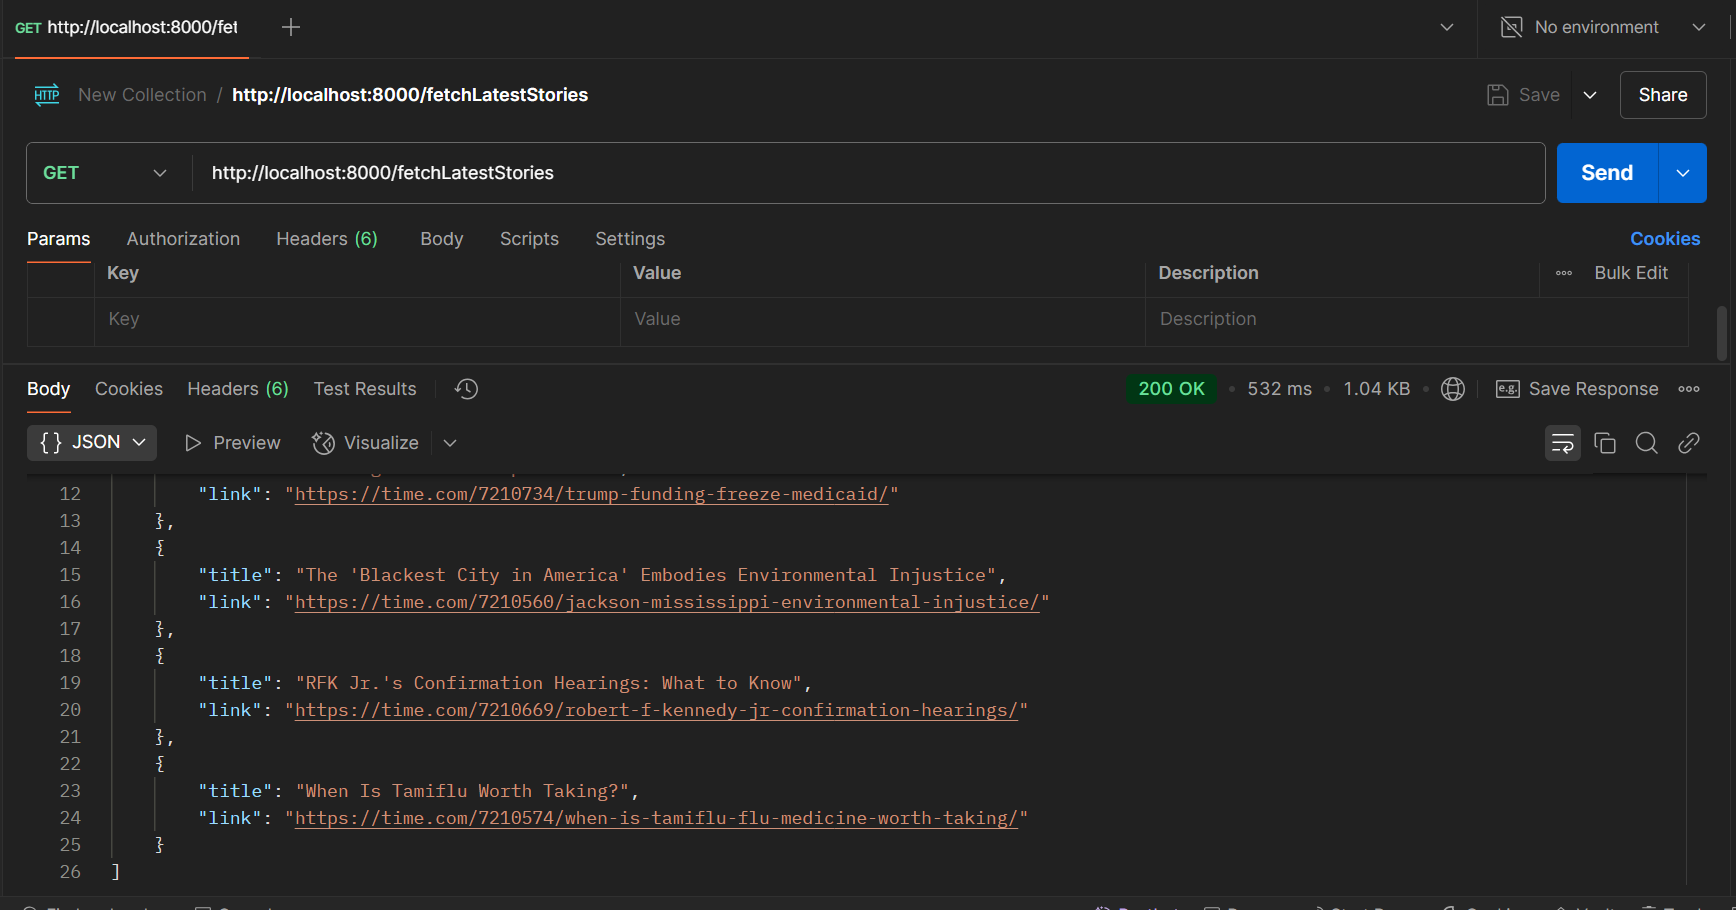 GET http://localhost:8000/fet
No environment
HTTP New Collection / http://localhost:8000/fetchLatestStories
Save
Share
GET http://localhost:8000/fetchLatestStories
Send
Params Authorization Headers (6) Body Scripts Settings Cookies
Key Value Description Bulk Edit
Key Value Description
Body Cookies Headers (6) Test Results 200 OK • 532 ms • 1.04 KB • e.g. Save Response
{} JSON Preview Visualize
12 "link": "https://time.com/7210734/trump-funding-freeze-medicaid/"
13 },
14 {
15 "title": "The 'Blackest City in America' Embodies Environmental Injustice",
16 "link": "https://time.com/7210560/jackson-mississippi-environmental-injustice/"
17 },
18 {
19 "title": "RFK Jr.'s Confirmation Hearings: What to Know",
20 "link": "https://time.com/7210669/robert-f-kennedy-jr-confirmation-hearings/"
21 },
22 {
23 "title": "When Is Tamiflu Worth Taking?",
24 "link": "https://time.com/7210574/when-is-tamiflu-flu-medicine-worth-taking/"
25 }
26 ]